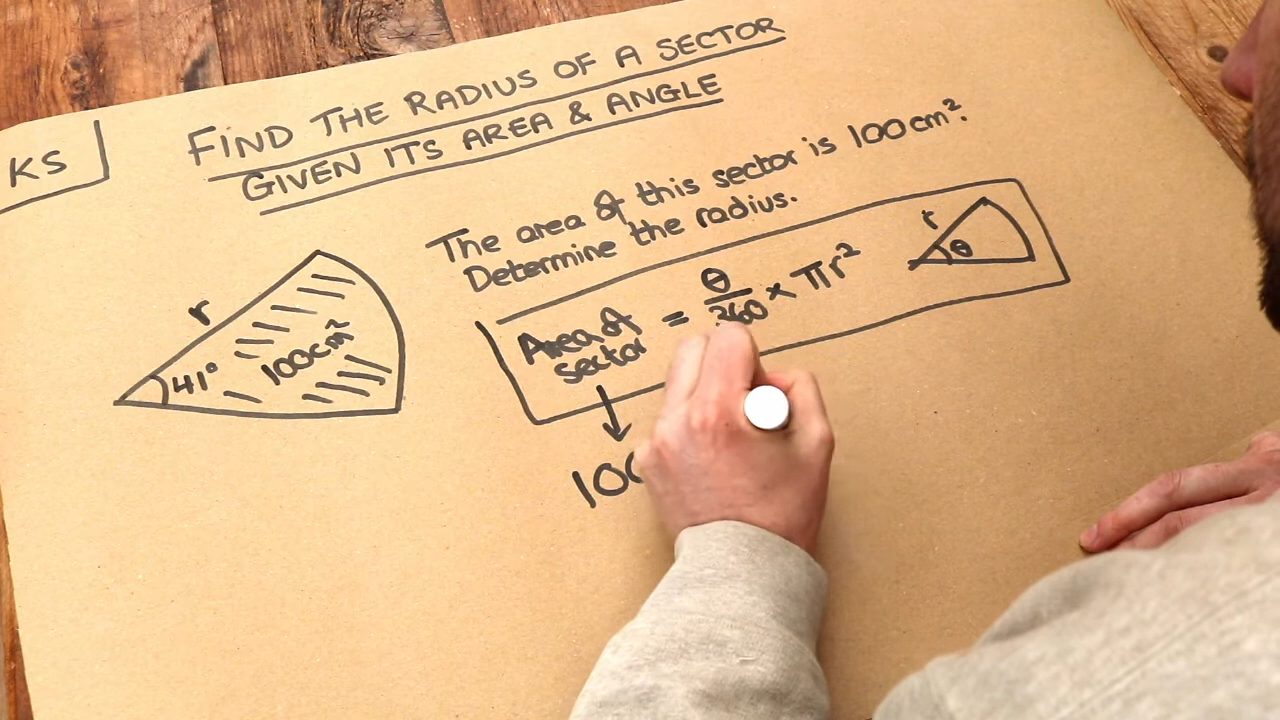 KS
FIND THE RADIUS OF A SECTOR
GIVEN ITS AREA & ANGLE
The area of this sector is 100cm².
Determine the radius.
r
41°
100cm²
Area of sector = θ/360 × πr²
r
θ